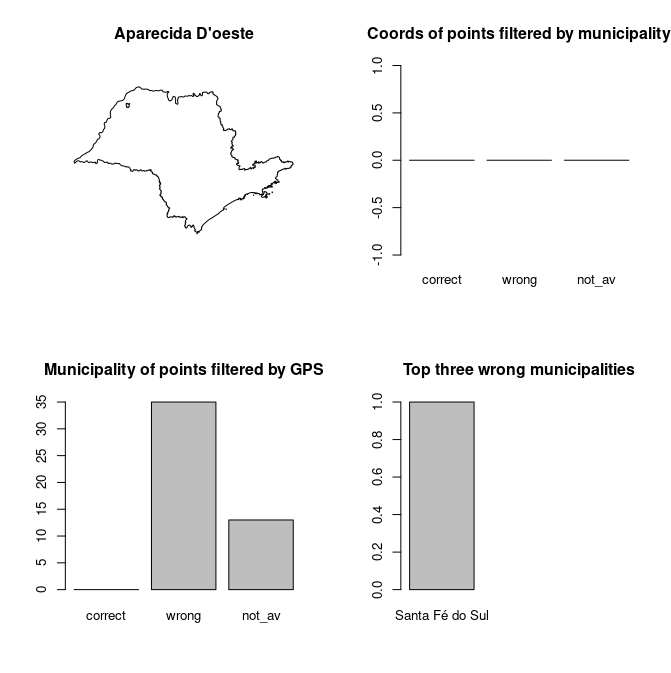 Aparecida D'oeste
Coords of points filtered by municipality
1.0
0.5
0.0
-0.5
-1.0
correct wrong not_av
Municipality of points filtered by GPS
35
30
25
20
15
10
5
0
correct wrong not_av
Top three wrong municipalities
1.0
0.8
0.6
0.4
0.2
0.0
Santa Fé do Sul